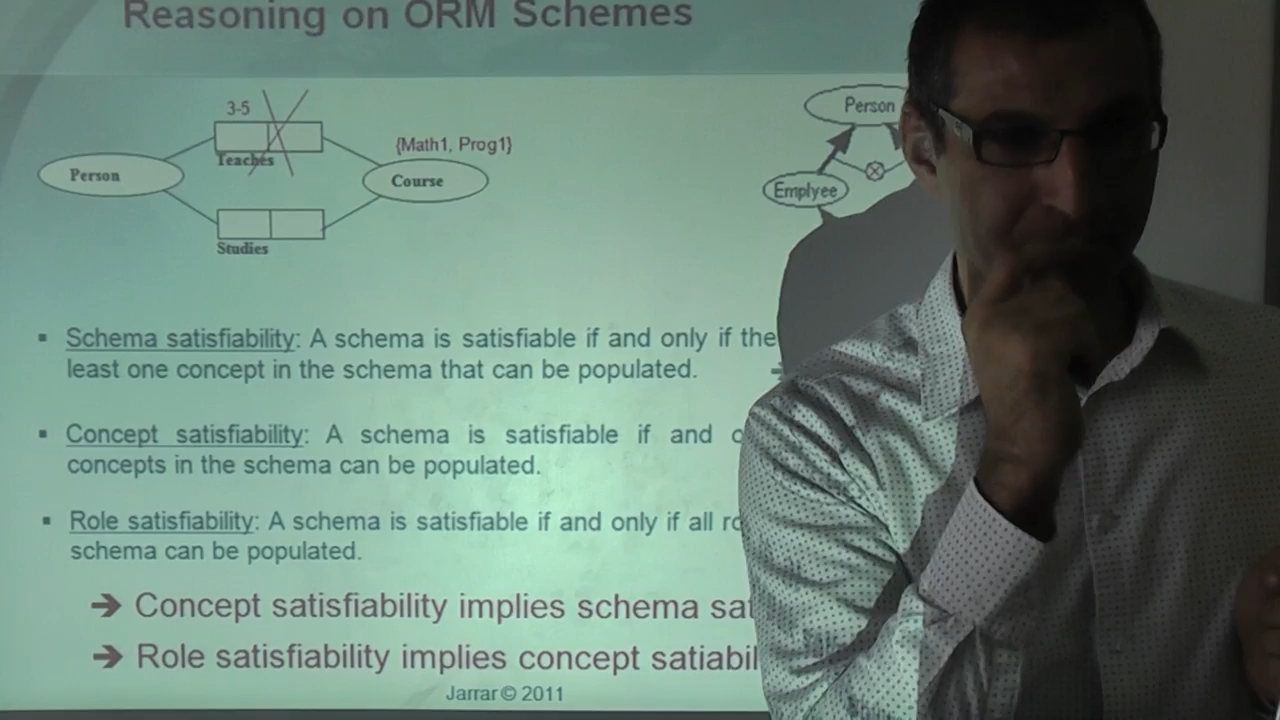 Reasoning on ORM Schemes
3-5
Teaches
{Math1, Prog1}
Person
Course
Studies
Person
Emplyee
▪ Schema satisfiability: A schema is satisfiable if and only if the
least one concept in the schema that can be populated.
▪ Concept satisfiability: A schema is satisfiable if and
concepts in the schema can be populated.
▪ Role satisfiability: A schema is satisfiable if and only if all
schema can be populated.
➔ Concept satisfiability implies schema
➔ Role satisfiability implies concept
Jarrar © 2011